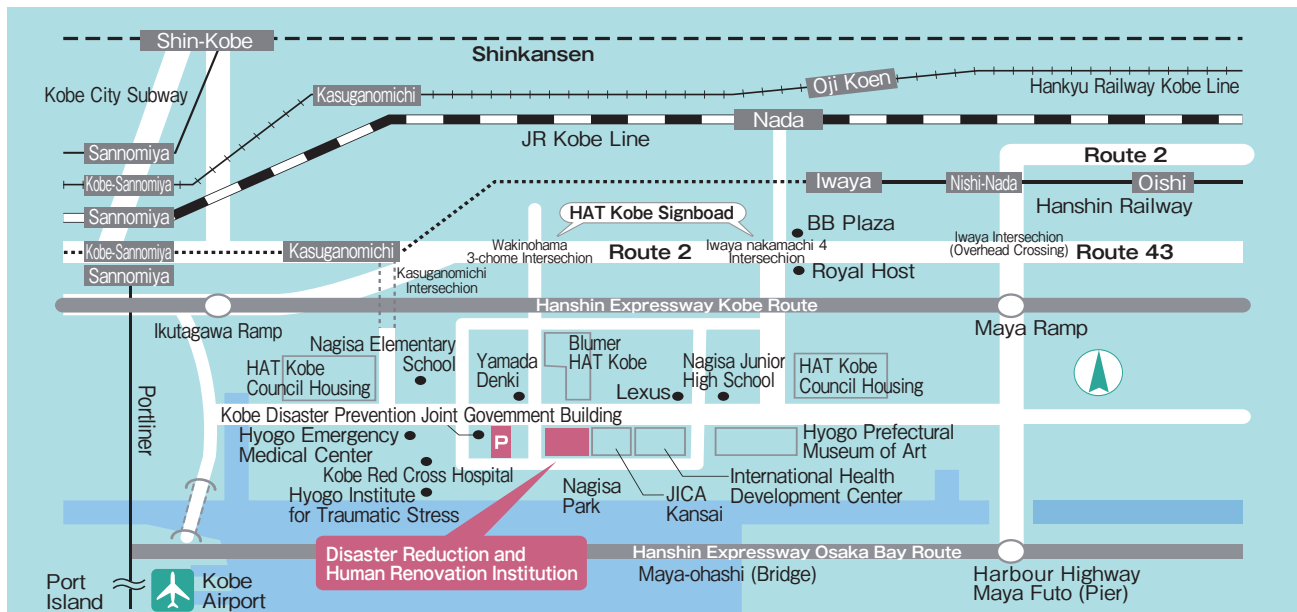 Shin-Kobe
Shinkansen
Kobe City Subway
Kasuganomichi
Oji Koen
Hankyu Railway Kobe Line
Nada
JR Kobe Line
Sannomiya
Route 2
Kobe-Sannomiya
Iwaya
Nishi-Nada
Oishi
Sannomiya
HAT Kobe Signboad
Hanshin Railway
BB Plaza
Kobe-Sannomiya
Kasuganomichi
Wakinohama
3-chome Intersechion
Route 2
Iwaya nakamachi 4
Intersechion
Iwaya Intersechion
(Overhead Crossing)
Route 43
Sannomiya
Kasuganomichi
Intersechion
Royal Host
Hanshin Expressway Kobe Route
Ikutagawa Ramp
Maya Ramp
Nagisa Elementary
School
HAT Kobe
Council Housing
Yamada
Denki
Blumer
HAT Kobe
Lexus
Nagisa Junior
High School
HAT Kobe
Council Housing
Portliner
Kobe Disaster Prevention Joint Govemment Building
Hyogo Emergency
Medical Center
P
Hyogo Prefectural
Museum of Art
Kobe Red Cross Hospital
Hyogo Institute
for Traumatic Stress
Nagisa
Park
JICA
Kansai
International Health
Development Center
Disaster Reduction and
Human Renovation Institution
Hanshin Expressway Osaka Bay Route
Maya-ohashi (Bridge)
Harbour Highway
Maya Futo (Pier)
Port
Island
Kobe
Airport